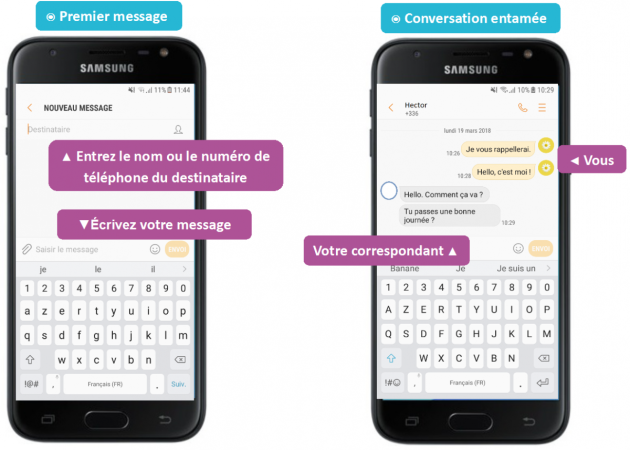 Premier message
SAMSUNG
11% 11:44
< NOUVEAU MESSAGE
Destinataire
▲ Entrez le nom ou le numéro de
téléphone du destinataire
▼Écrivez votre message
Saisir le message
ENVOI
je le il >
1 2 3 4 5 6 7 8 9 0
a z e r t y u i o p
q s d f g h j k l m
w x c v b n
!@# , Français (FR) . Suiv.
Conversation entamée
SAMSUNG
10% 10:29
< Hector
+336
lundi 19 mars 2018
10:26 Je vous rappellerai.
◄ Vous
10:28 Hello, c'est moi !
Hello. Comment ça va ?
Tu passes une bonne
journée ?
10:29
Votre correspondant ▲
ENVOI
Banane Je Je suis un >
1 2 3 4 5 6 7 8 9 0
A Z E R T Y U I O P
Q S D F G H J K L M
W X C V B N
!#☺ , Français (FR) .